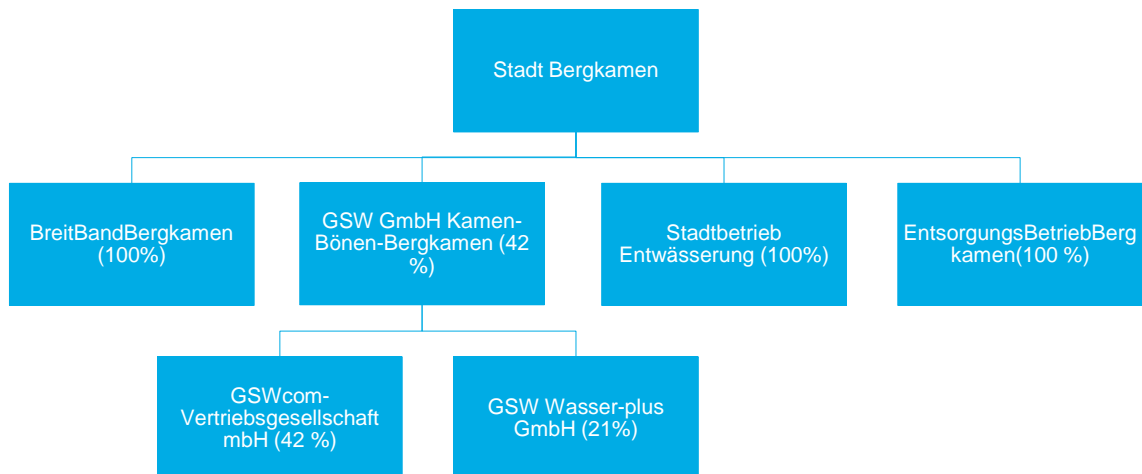 Stadt Bergkamen
BreitBandBergkamen
(100%)
GSW GmbH Kamen-
Bönen-Bergkamen (42
%)
Stadtbetrieb
Entwässerung (100%)
EntsorgungsBetriebBerg
kamen(100 %)
GSWcom-
Vertriebsgesellschaft
mbH (42 %)
GSW Wasser-plus
GmbH (21%)